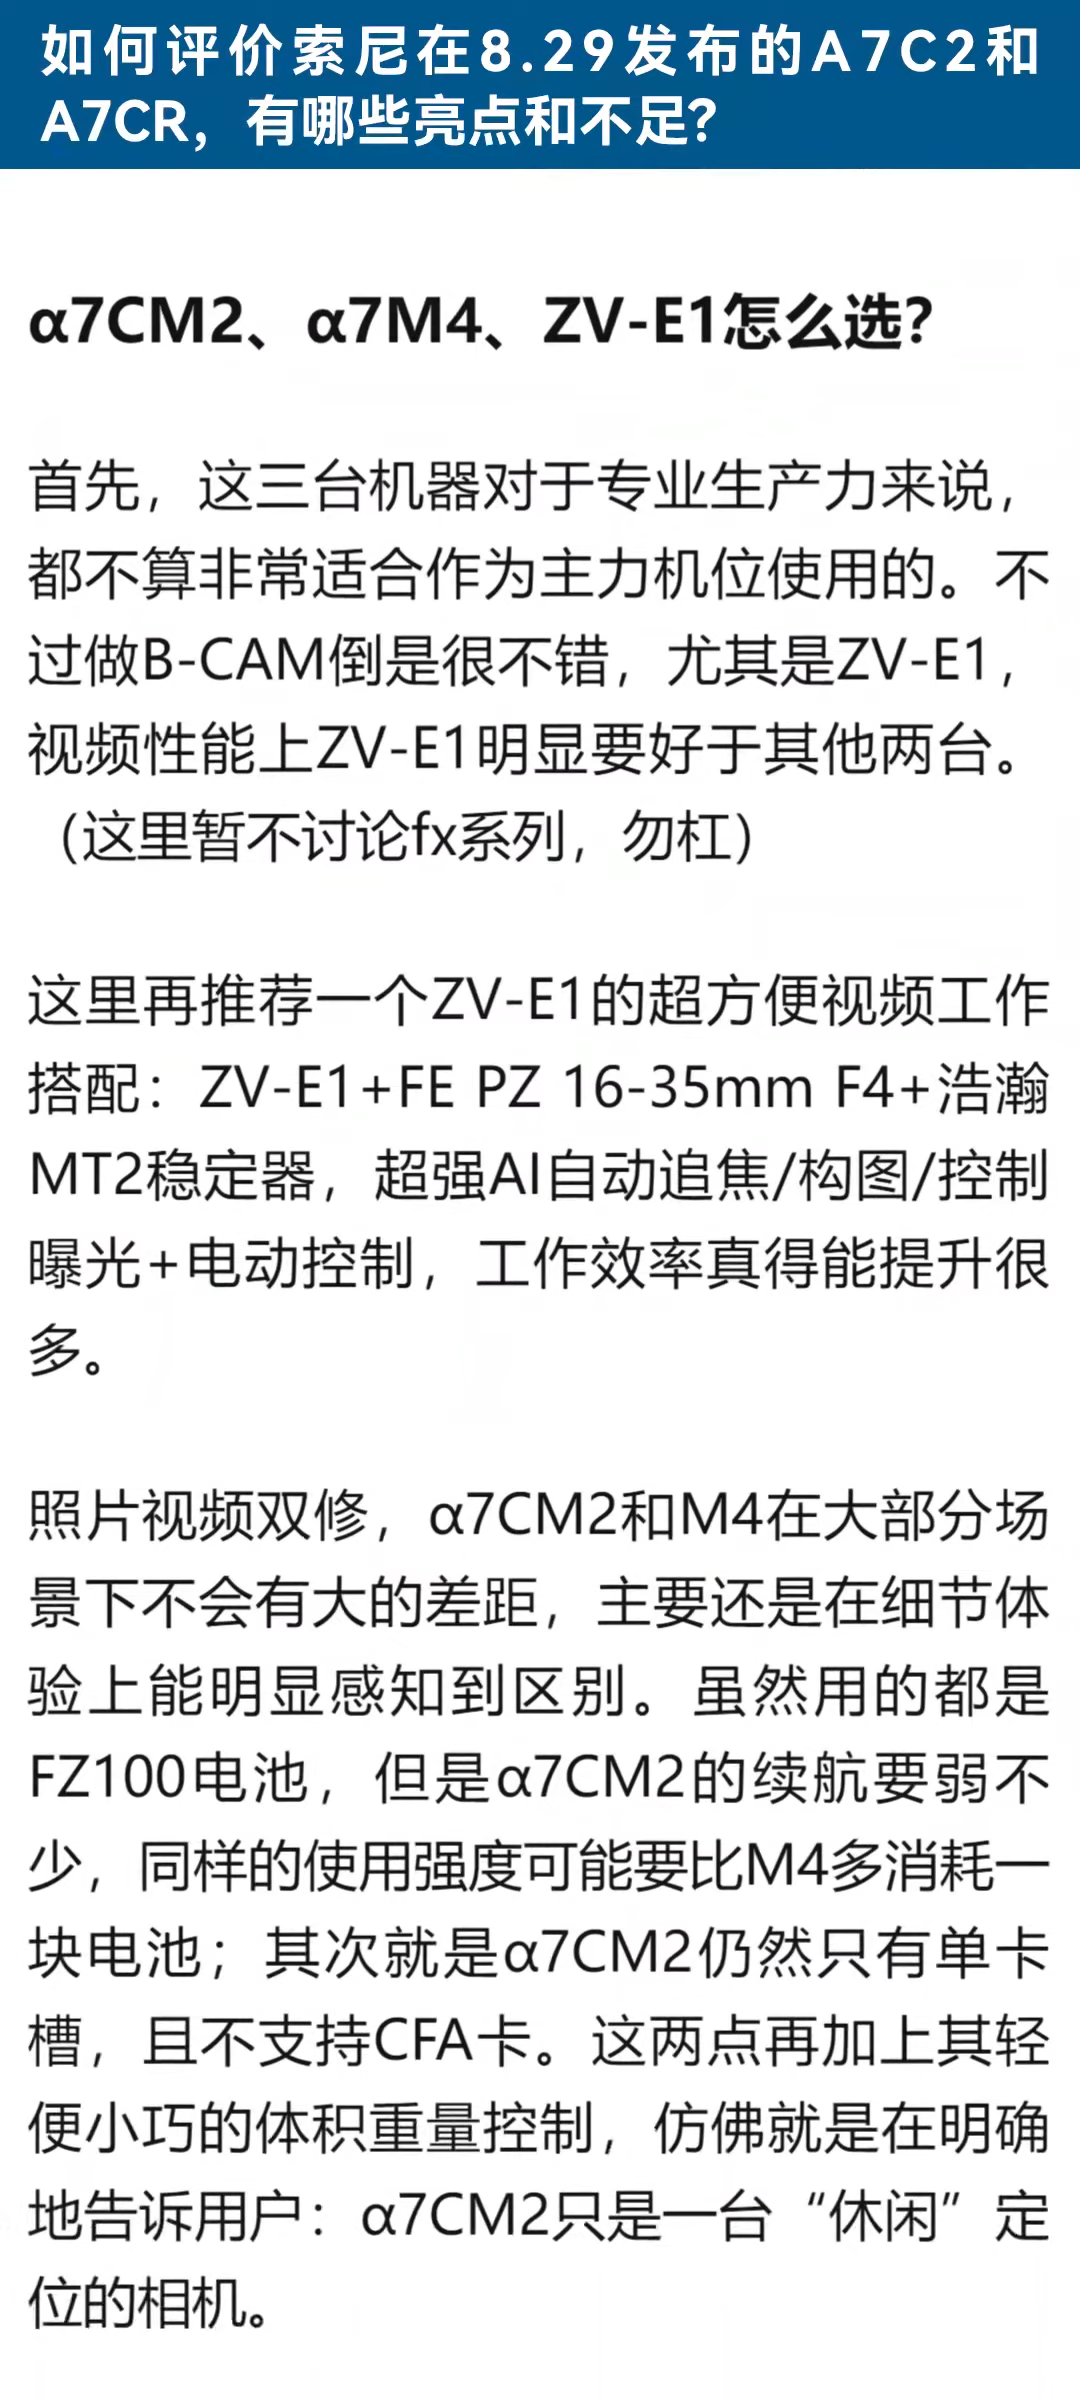 如何评价索尼在8.29发布的A7C2和
A7CR，有哪些亮点和不足？
α7CM2、α7M4、ZV-E1怎么选？
首先，这三台机器对于专业生产力来说，
都不算非常适合作为主力机位使用的。不
过做B-CAM倒是很不错，尤其是ZV-E1，
视频性能上ZV-E1明显要好于其他两台。
（这里暂不讨论fx系列，勿杠）
这里再推荐一个ZV-E1的超方便视频工作
搭配：ZV-E1+FE PZ 16-35mm F4+浩瀚
MT2稳定器，超强AI自动追焦/构图/控制
曝光+电动控制，工作效率真得能提升很
多。
照片视频双修，α7CM2和M4在大部分场
景下不会有大的差距，主要还是在细节体
验上能明显感知到区别。虽然用的都是
FZ100电池，但是α7CM2的续航要弱不
少，同样的使用强度可能要比M4多消耗一
块电池；其次就是α7CM2仍然只有单卡
槽，且不支持CFA卡。这两点再加上其轻
便小巧的体积重量控制，仿佛就是在明确
地告诉用户：α7CM2只是一台“休闲”定
位的相机。